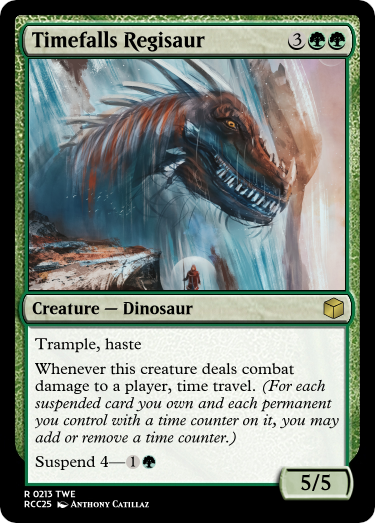 Timefalls Regisaur 3
Creature — Dinosaur
Trample, haste
Whenever this creature deals combat
damage to a player, time travel. (For each
suspended card you own and each permanent
you control with a time counter on it, you may
add or remove a time counter.)
Suspend 4—1
5/5
R 0213 TWE
RCC25 Anthony Catillaz